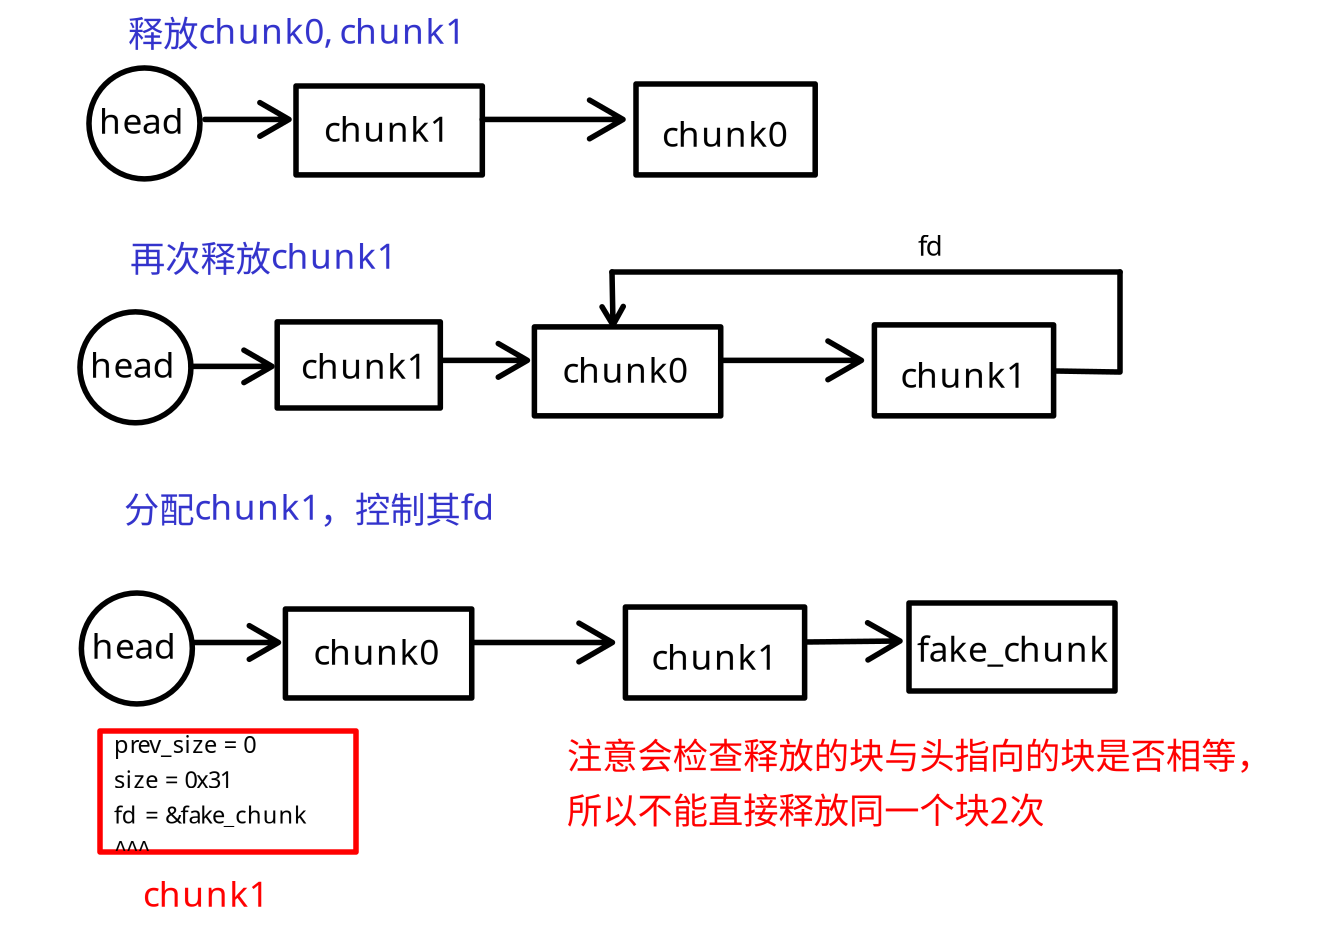 释放chunk0, chunk1
head
chunk1
chunk0
再次释放chunk1
fd
head
chunk1
chunk0
chunk1
分配chunk1，控制其fd
head
chunk0
chunk1
fake_chunk
prev_size = 0
size = 0x31
fd = &fake_chunk
^^^
chunk1
注意会检查释放的块与头指向的块是否相等，
所以不能直接释放同一个块2次